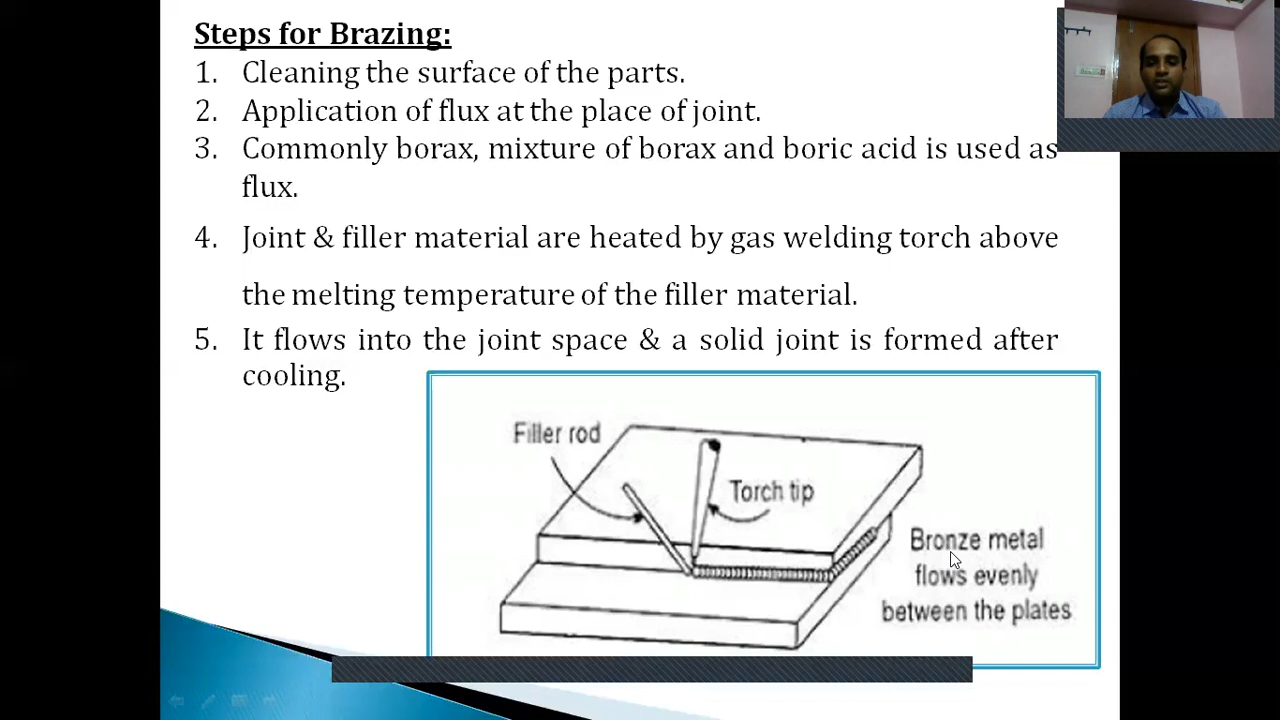 Steps for Brazing:
1. Cleaning the surface of the parts.
2. Application of flux at the place of joint.
3. Commonly borax, mixture of borax and boric acid is used as
flux.
4. Joint & filler material are heated by gas welding torch above
the melting temperature of the filler material.
5. It flows into the joint space & a solid joint is formed after
cooling.
Filler rod
Torch tip
Bronze metal
flows evenly
between the plates